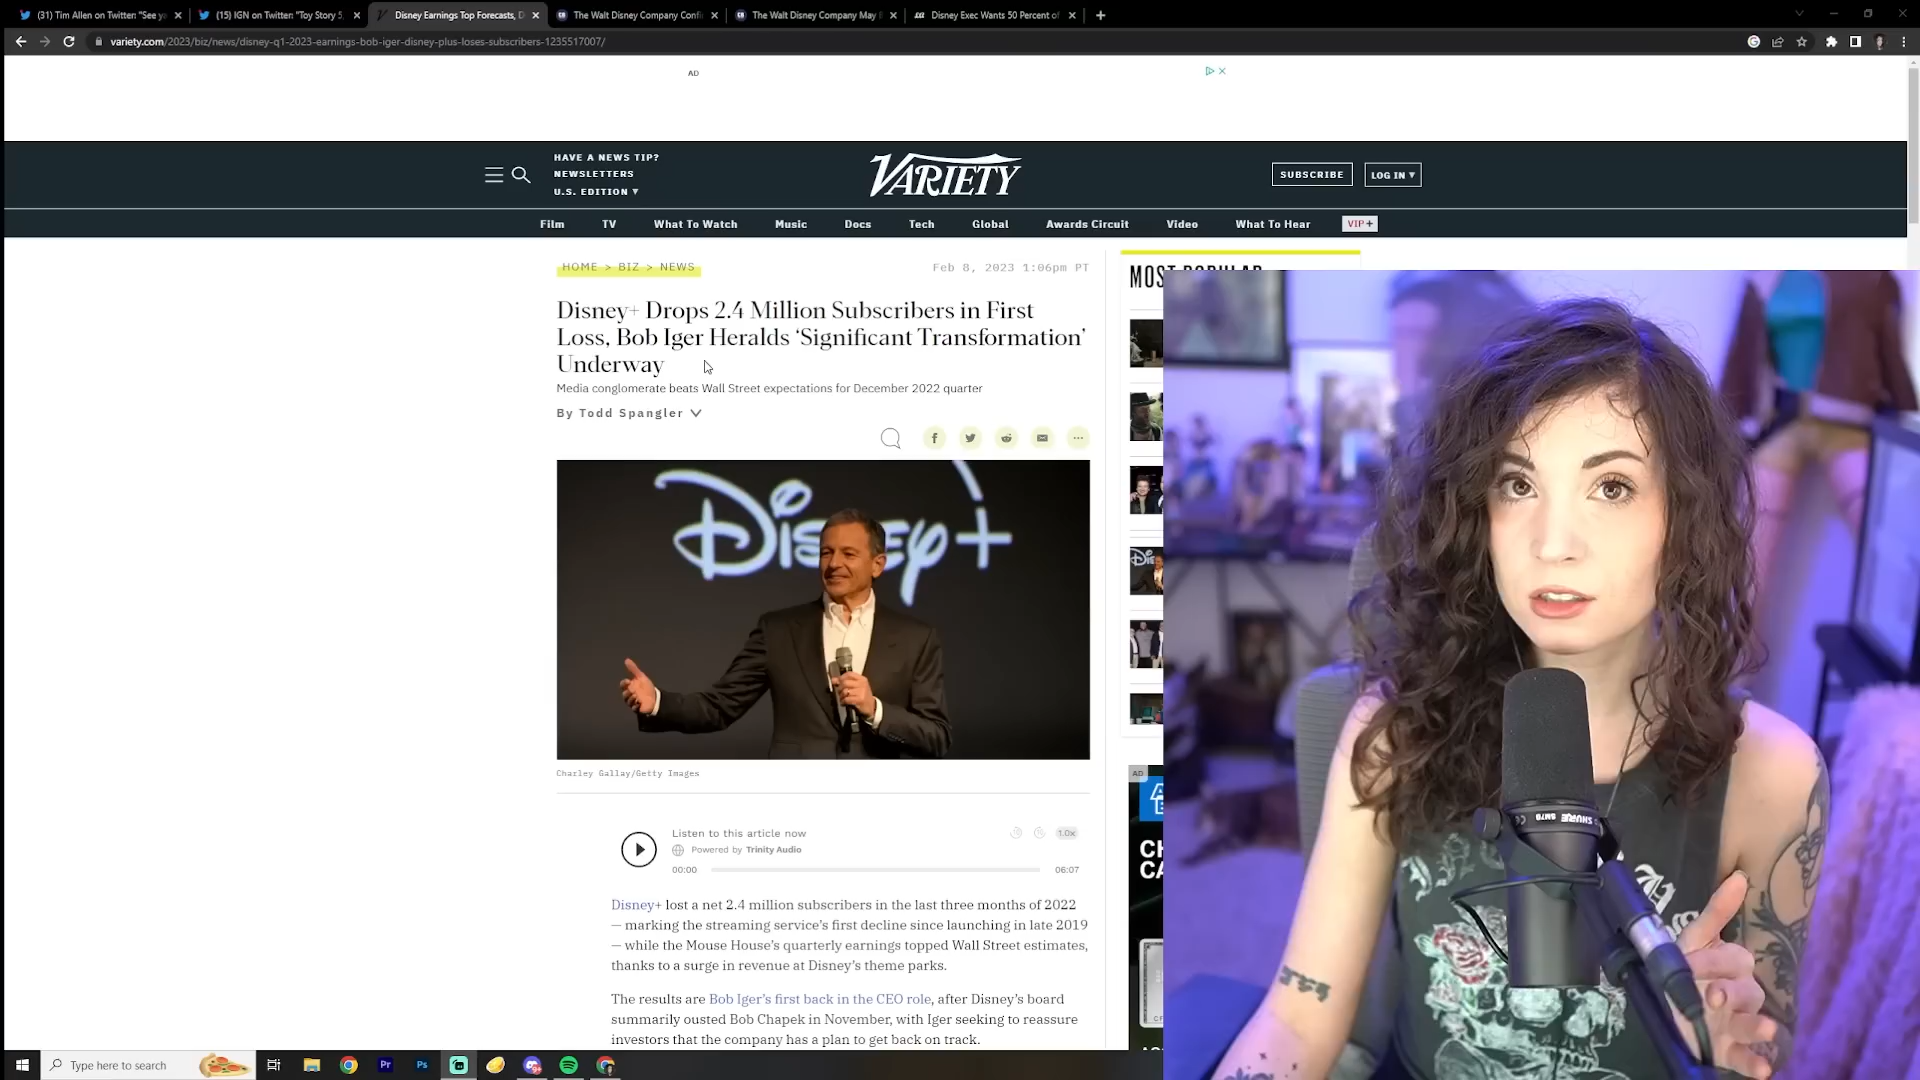 (31) Tim Allen on Twitter: "See ya
(15) IGN on Twitter: "Toy Story 5,
Disney Earnings Top Forecasts, D
The Walt Disney Company Confi
The Walt Disney Company May
Disney Exec Wants 50 Percent of
variety.com/2023/biz/news/disney-q1-2023-earnings-bob-iger-disney-plus-loses-subscribers-1235517007/
AD
HAVE A NEWS TIP?
NEWSLETTERS
U.S. EDITION
VARIETY
SUBSCRIBE
LOG IN
Film
TV
What To Watch
Music
Docs
Tech
Global
Awards Circuit
Video
What To Hear
VIP+
HOME > BIZ > NEWS
Feb 8, 2023 1:06pm PT
MOST POPULAR
Disney+ Drops 2.4 Million Subscribers in First
Loss, Bob Iger Heralds ‘Significant Transformation’
Underway
Media conglomerate beats Wall Street expectations for December 2022 quarter
By Todd Spangler
Disney+
Charley Gallay/Getty Images
Listen to this article now
1.0x
Powered by Trinity Audio
00:00
06:07
AD
Disney+ lost a net 2.4 million subscribers in the last three months of 2022
— marking the streaming service’s first decline since launching in late 2019
— while the Mouse House’s quarterly earnings topped Wall Street estimates,
thanks to a surge in revenue at Disney’s theme parks.
The results are Bob Iger’s first back in the CEO role, after Disney’s board
summarily ousted Bob Chapek in November, with Iger seeking to reassure
investors that the company has a plan to get back on track.
SHURE SM7B
Type here to search
Pr
Ps